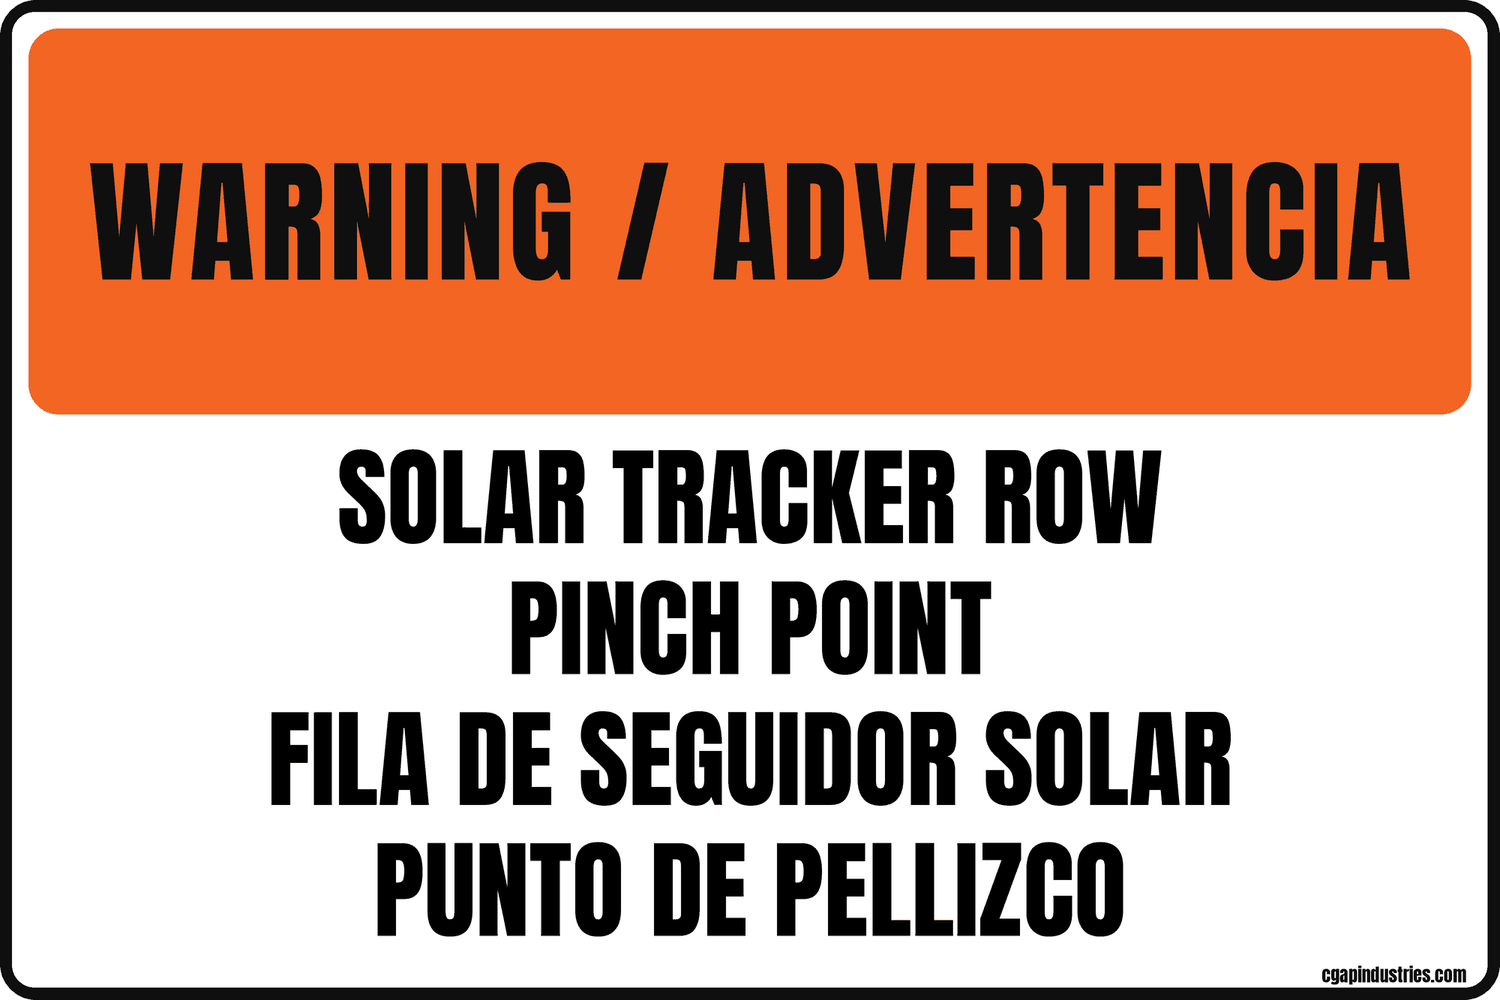 WARNING / ADVERTENCIA
SOLAR TRACKER ROW
PINCH POINT
FILA DE SEGUIDOR SOLAR
PUNTO DE PELLIZCO
cgapindustries.com